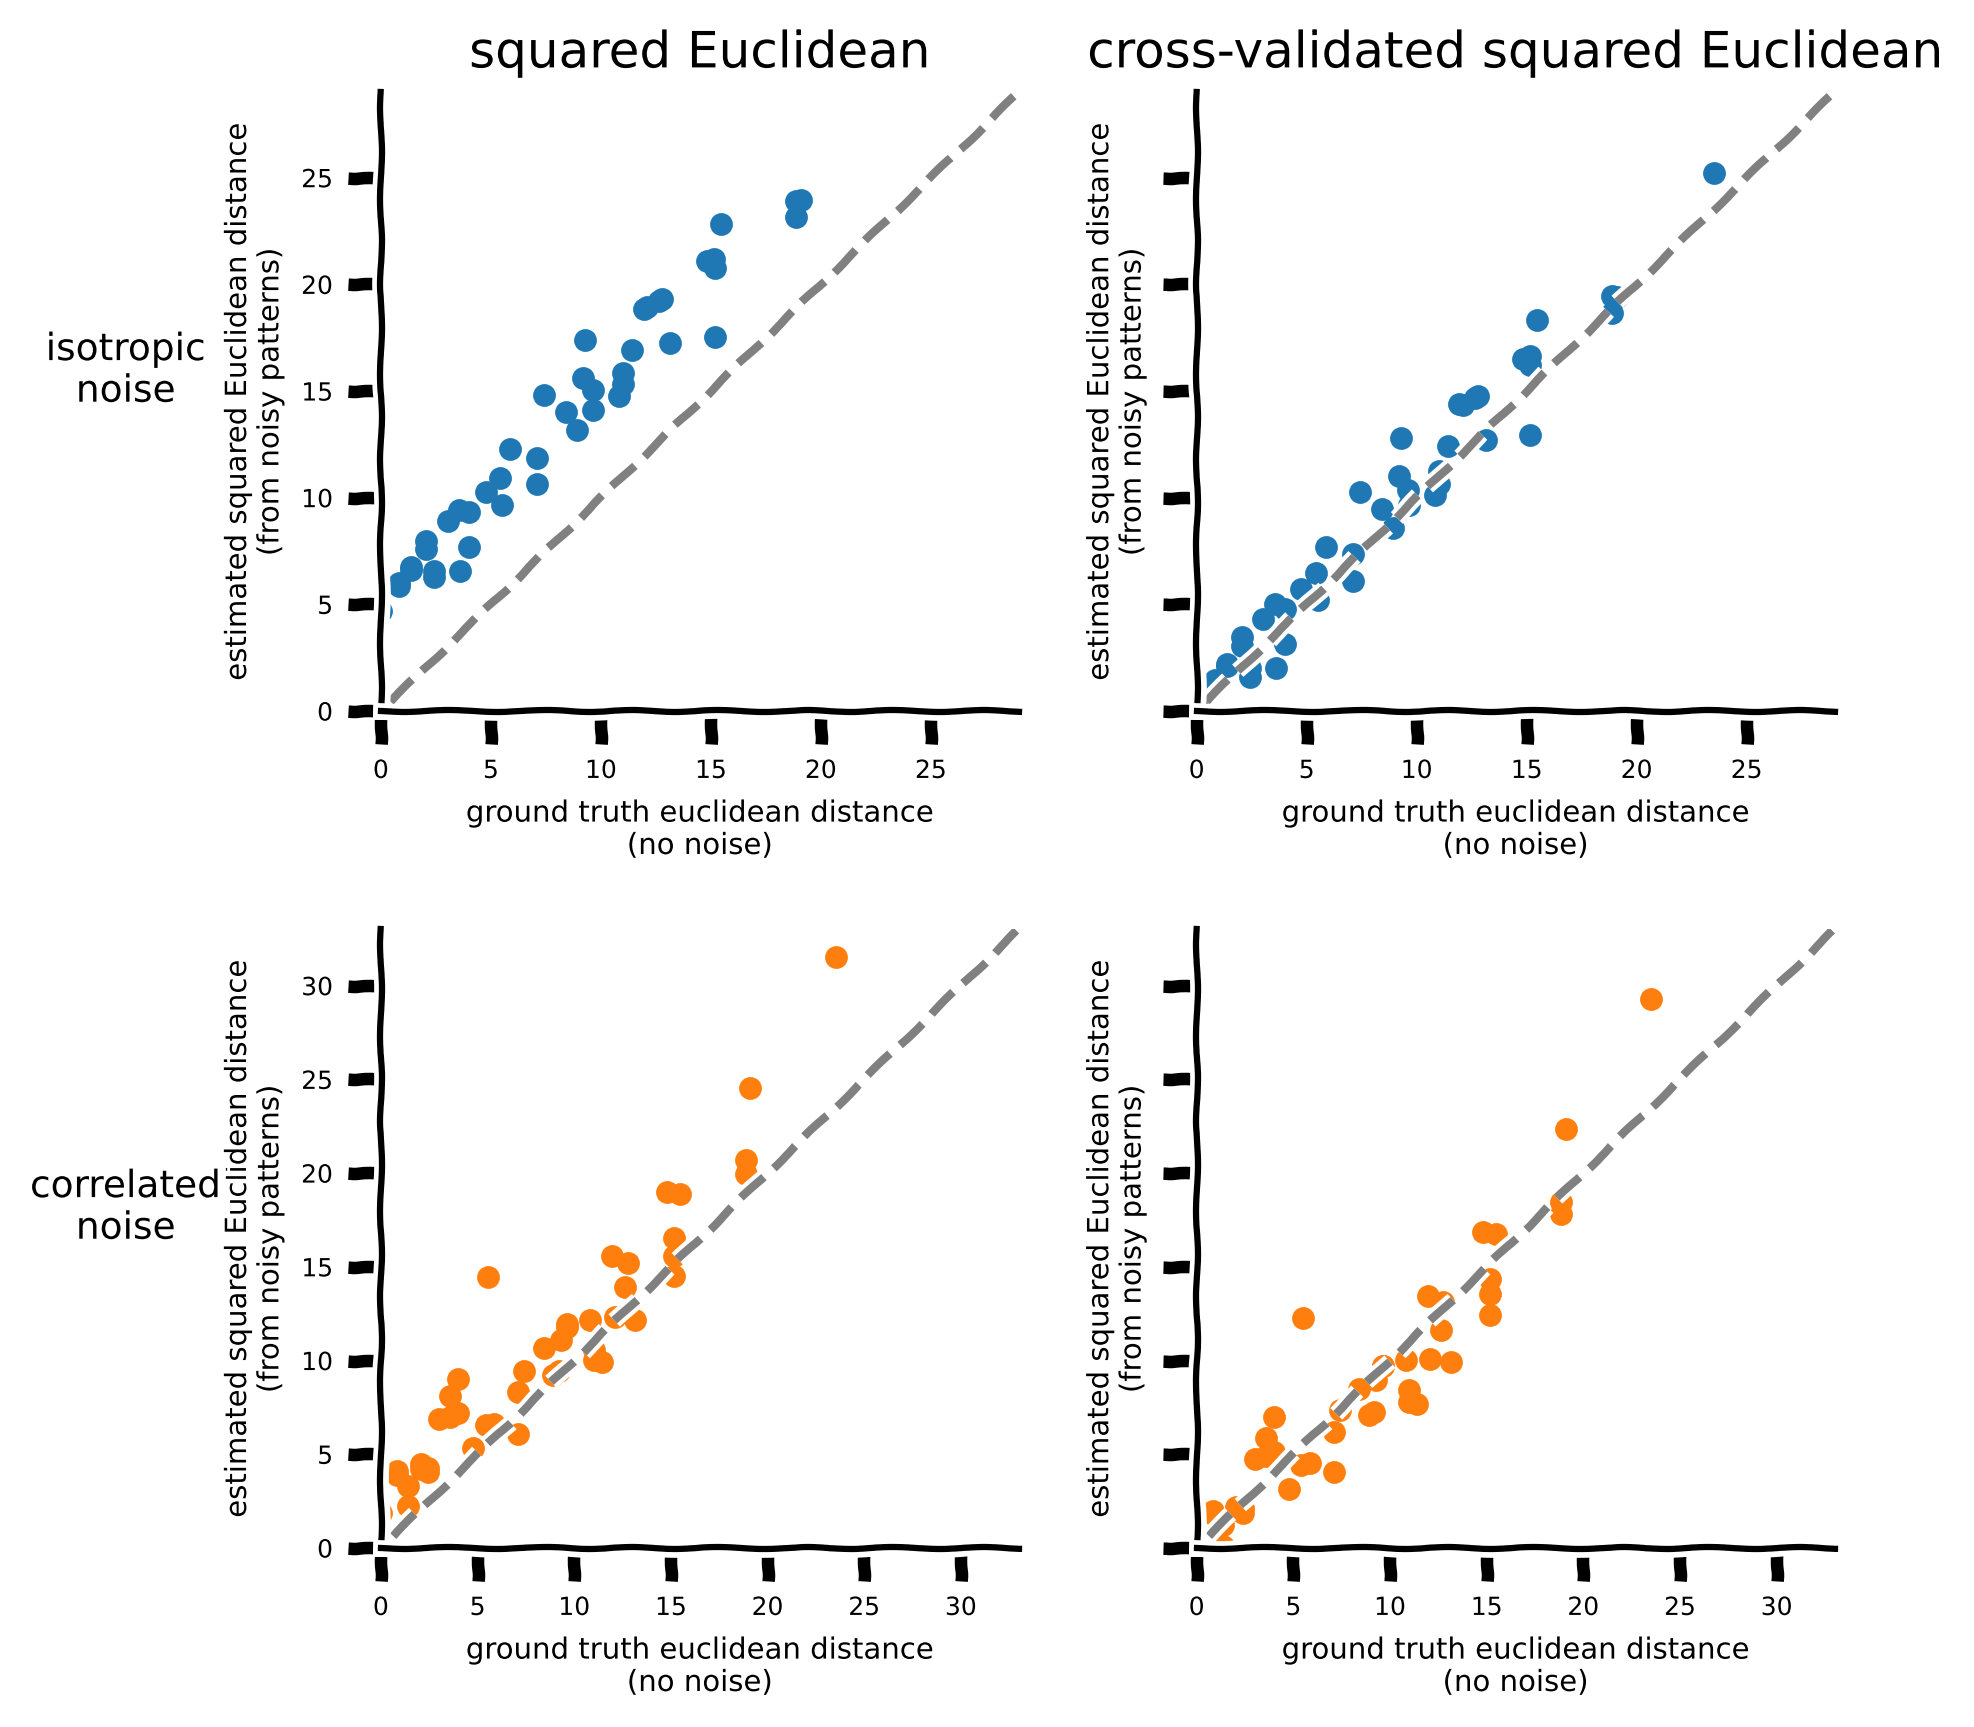 squared Euclidean
cross-validated squared Euclidean
isotropic
noise
estimated squared Euclidean distance
(from noisy patterns)
25
20
15
10
5
0
0 5 10 15 20 25
ground truth euclidean distance
(no noise)
estimated squared Euclidean distance
(from noisy patterns)
0 5 10 15 20 25
ground truth euclidean distance
(no noise)
correlated
noise
estimated squared Euclidean distance
(from noisy patterns)
30
25
20
15
10
5
0
0 5 10 15 20 25 30
ground truth euclidean distance
(no noise)
estimated squared Euclidean distance
(from noisy patterns)
0 5 10 15 20 25 30
ground truth euclidean distance
(no noise)